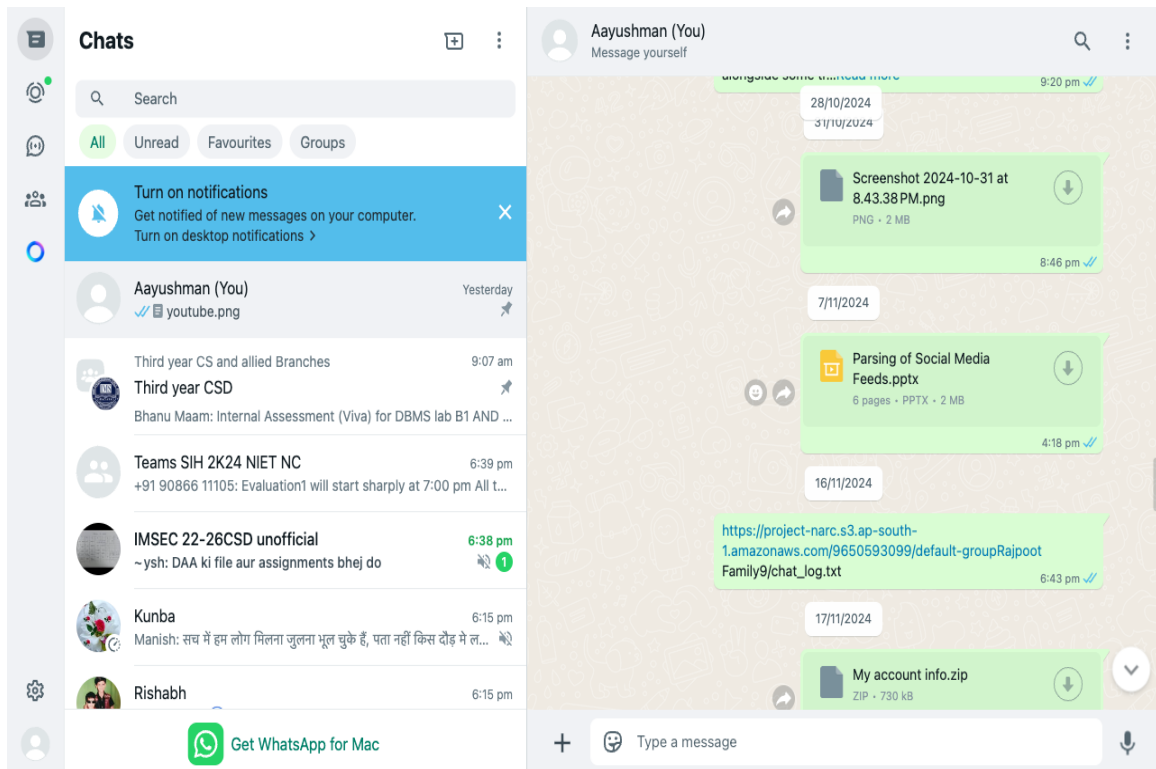 Chats
Search
All Unread Favourites Groups
Turn on notifications
Get notified of new messages on your computer.
Turn on desktop notifications >
Aayushman (You) Yesterday
youtube.png
Third year CS and allied Branches 9:07 am
Third year CSD
Bhanu Maam: Internal Assessment (Viva) for DBMS lab B1 AND ...
Teams SIH 2K24 NIET NC 6:39 pm
+91 90866 11105: Evaluation1 will start sharply at 7:00 pm All t...
IMSEC 22-26CSD unofficial 6:38 pm
~ysh: DAA ki file aur assignments bhej do 1
Kunba 6:15 pm
Manish: सच में हम लोग मिलना जुलना भूल चुके हैं, पता नहीं किस दौड़ मे ल...
Rishabh 6:15 pm
Get WhatsApp for Mac
Aayushman (You)
Message yourself
alongside some tr...Read more
9:20 pm
28/10/2024
31/10/2024
Screenshot 2024-10-31 at
8.43.38 PM.png
PNG • 2 MB
8:46 pm
7/11/2024
Parsing of Social Media
Feeds.pptx
6 pages • PPTX • 2 MB
4:18 pm
16/11/2024
https://project-narc.s3.ap-south-
1.amazonaws.com/9650593099/default-groupRajpoot
Family9/chat_log.txt
6:43 pm
17/11/2024
My account info.zip
ZIP • 730 kB
Type a message